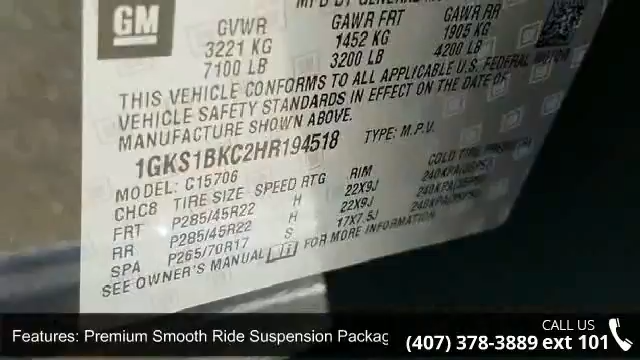 GM
MFD BY GENERAL
GVWR GAWR FRT GAWR RR
3221 KG 1452 KG 1905 KG
7100 LB 3200 LB 4200 LB
THIS VEHICLE CONFORMS TO ALL APPLICABLE U.S. FEDERAL MOTOR
VEHICLE SAFETY STANDARDS IN EFFECT ON THE DATE OF
MANUFACTURE SHOWN ABOVE.
1GKS1BKC2HR194518 TYPE: M.P.V.
MODEL: C15706
CHC8 TIRE SIZE SPEED RTG RIM COLD TIRE
FRT P285/45R22 H 22X9J
RR P285/45R22 H 22X9J
SPA P265/70R17 S 17X7.5J
SEE OWNER'S MANUAL FOR MORE INFORMATION
Features: Premium Smooth Ride Suspension Packag
CALL US
(407) 378-3889 ext 101